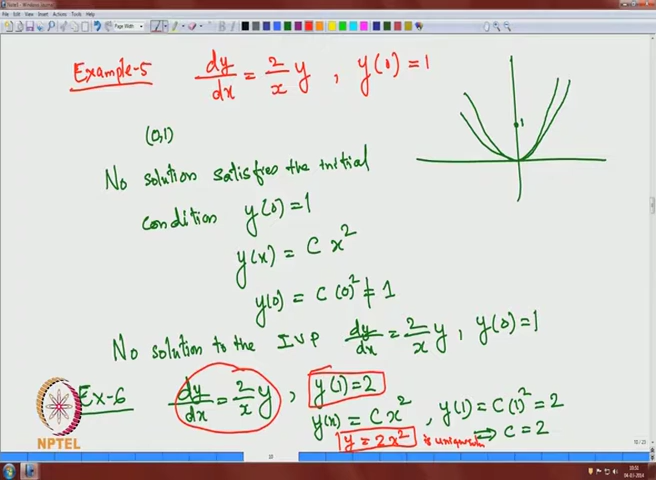 Example-5 dy/dx = 2/x y , y(0) = 1
1
(0,1)
No solution satisfies the initial
condition y(0) = 1
y(x) = C x²
y(0) = C (0)² ≠ 1
No solution to the IVP dy/dx = 2/x y , y(0) = 1
Ex-6 dy/dx = 2/x y , y(1) = 2
y(x) = C x² , y(1) = C(1)² = 2
y = 2x² is unique ⇒ C = 2
NPTEL